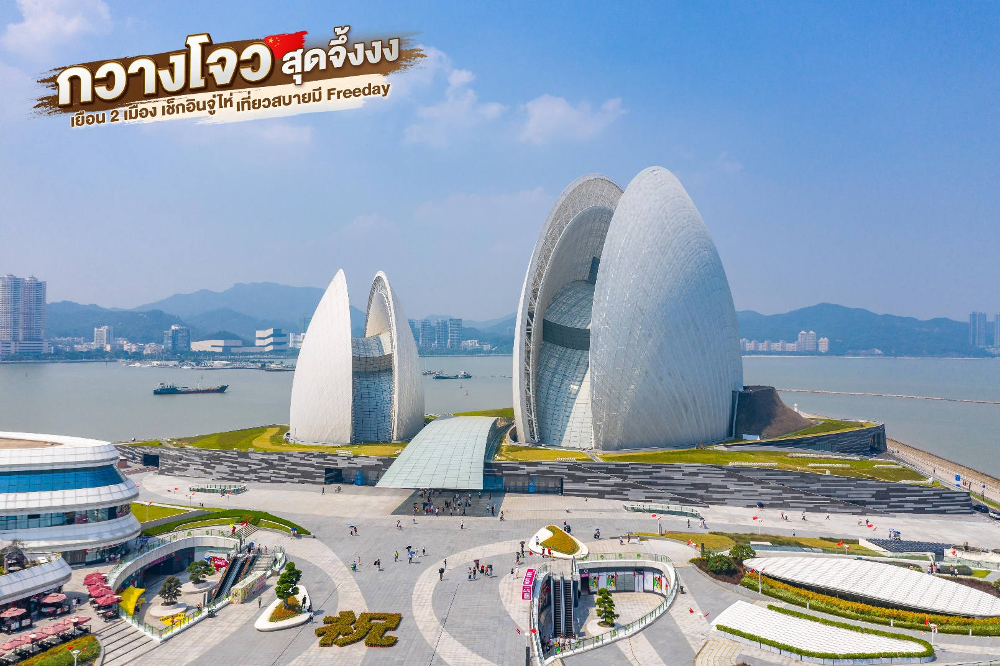 กวางโจว สุดจึ้งงง
เยือน 2 เมือง เช็กอินจู่ไห่ เที่ยวสบายมี Freeday
祝